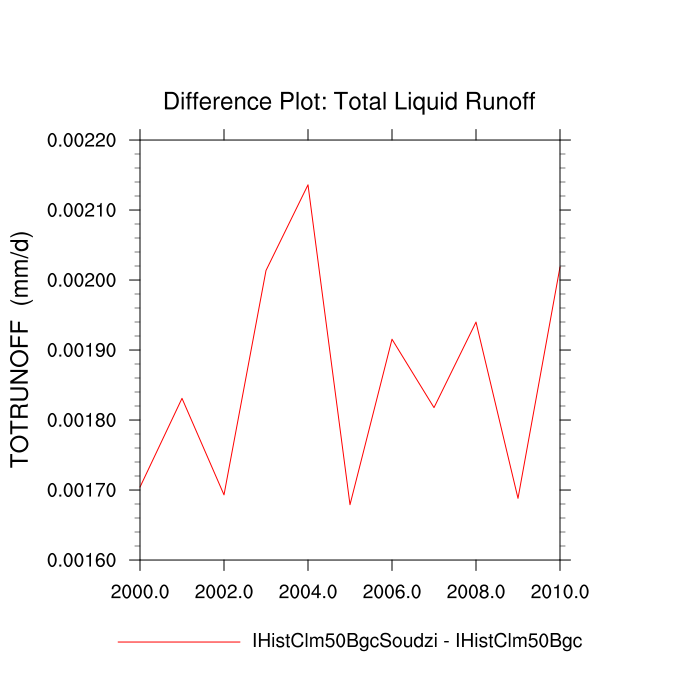 Difference Plot: Total Liquid Runoff
TOTRUNOFF (mm/d)
0.00220
0.00210
0.00200
0.00190
0.00180
0.00170
0.00160
2000.0 2002.0 2004.0 2006.0 2008.0 2010.0
IHistClm50BgcSoudzi - IHistClm50Bgc